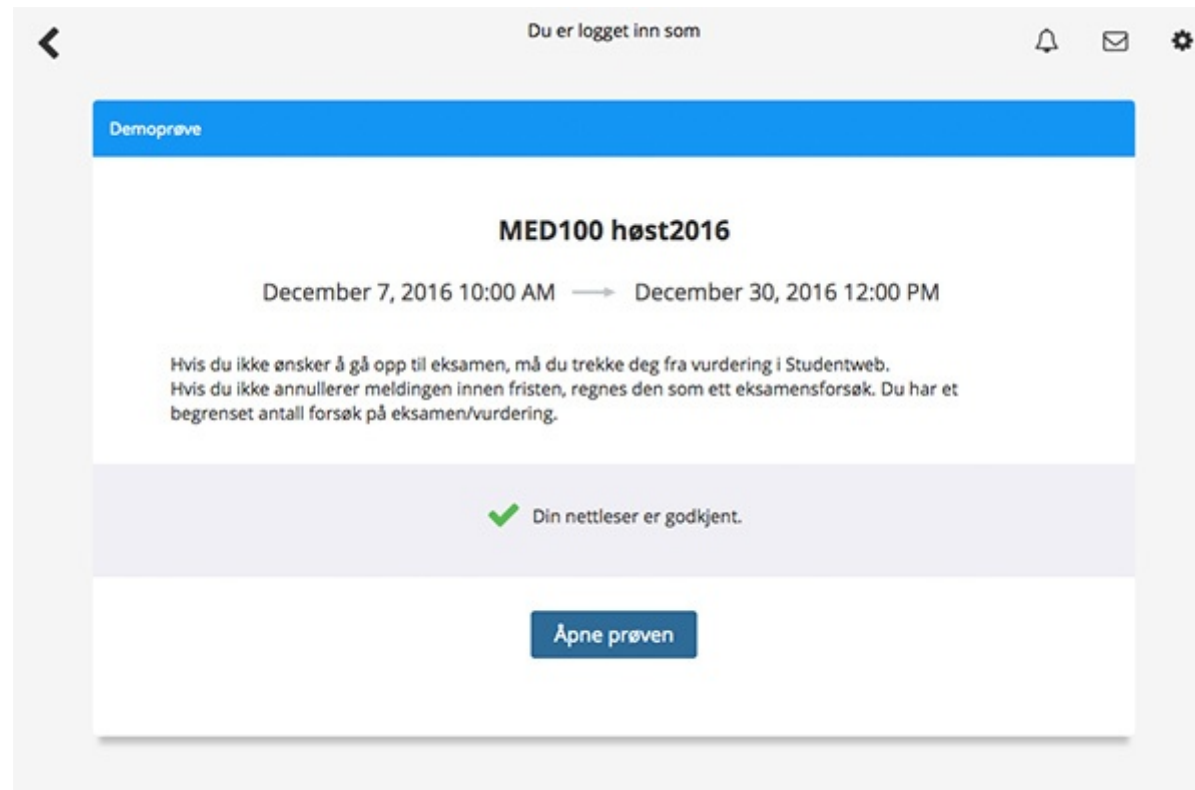 Du er logget inn som
Demoprøve
MED100 høst2016
December 7, 2016 10:00 AM → December 30, 2016 12:00 PM
Hvis du ikke ønsker å gå opp til eksamen, må du trekke deg fra vurdering i Studentweb.
Hvis du ikke annullerer meldingen innen fristen, regnes den som ett eksamensforsøk. Du har et
begrenset antall forsøk på eksamen/vurdering.
Din nettleser er godkjent.
Åpne prøven